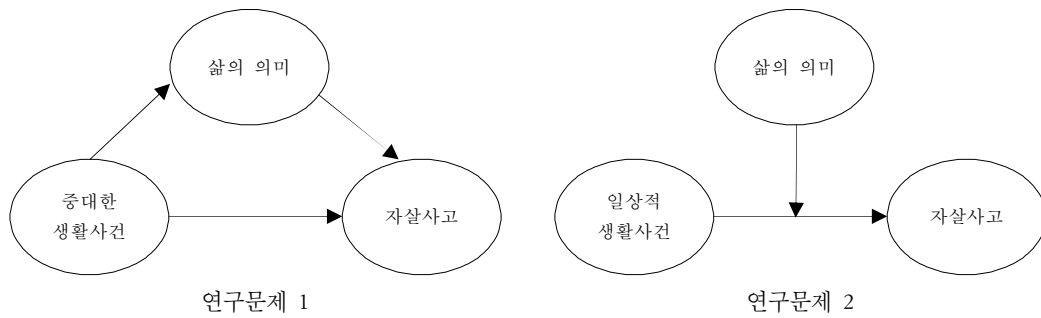 삶의 의미
중대한
생활사건
자살사고
연구문제 1
삶의 의미
일상적
생활사건
자살사고
연구문제 2